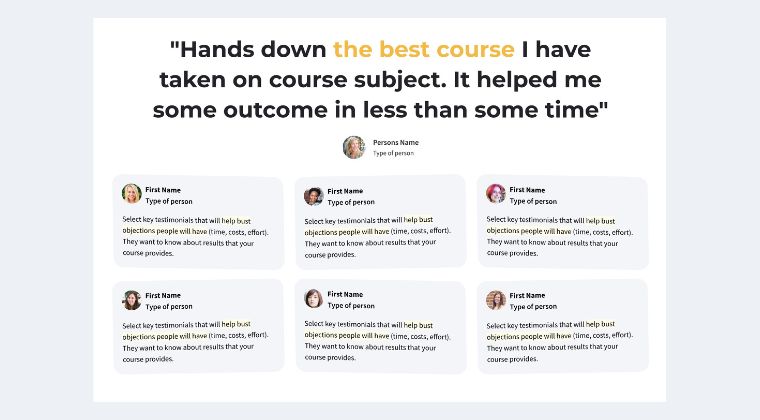 "Hands down the best course I have
taken on course subject. It helped me
some outcome in less than some time"
Persons Name
Type of person
First Name
Type of person
Select key testimonials that will help bust
objections people will have (time, costs, effort).
They want to know about results that your
course provides.
First Name
Type of person
Select key testimonials that will help bust
objections people will have (time, costs, effort).
They want to know about results that your
course provides.
First Name
Type of person
Select key testimonials that will help bust
objections people will have (time, costs, effort).
They want to know about results that your
course provides.
First Name
Type of person
Select key testimonials that will help bust
objections people will have (time, costs, effort).
They want to know about results that your
course provides.
First Name
Type of person
Select key testimonials that will help bust
objections people will have (time, costs, effort).
They want to know about results that your
course provides.
First Name
Type of person
Select key testimonials that will help bust
objections people will have (time, costs, effort).
They want to know about results that your
course provides.